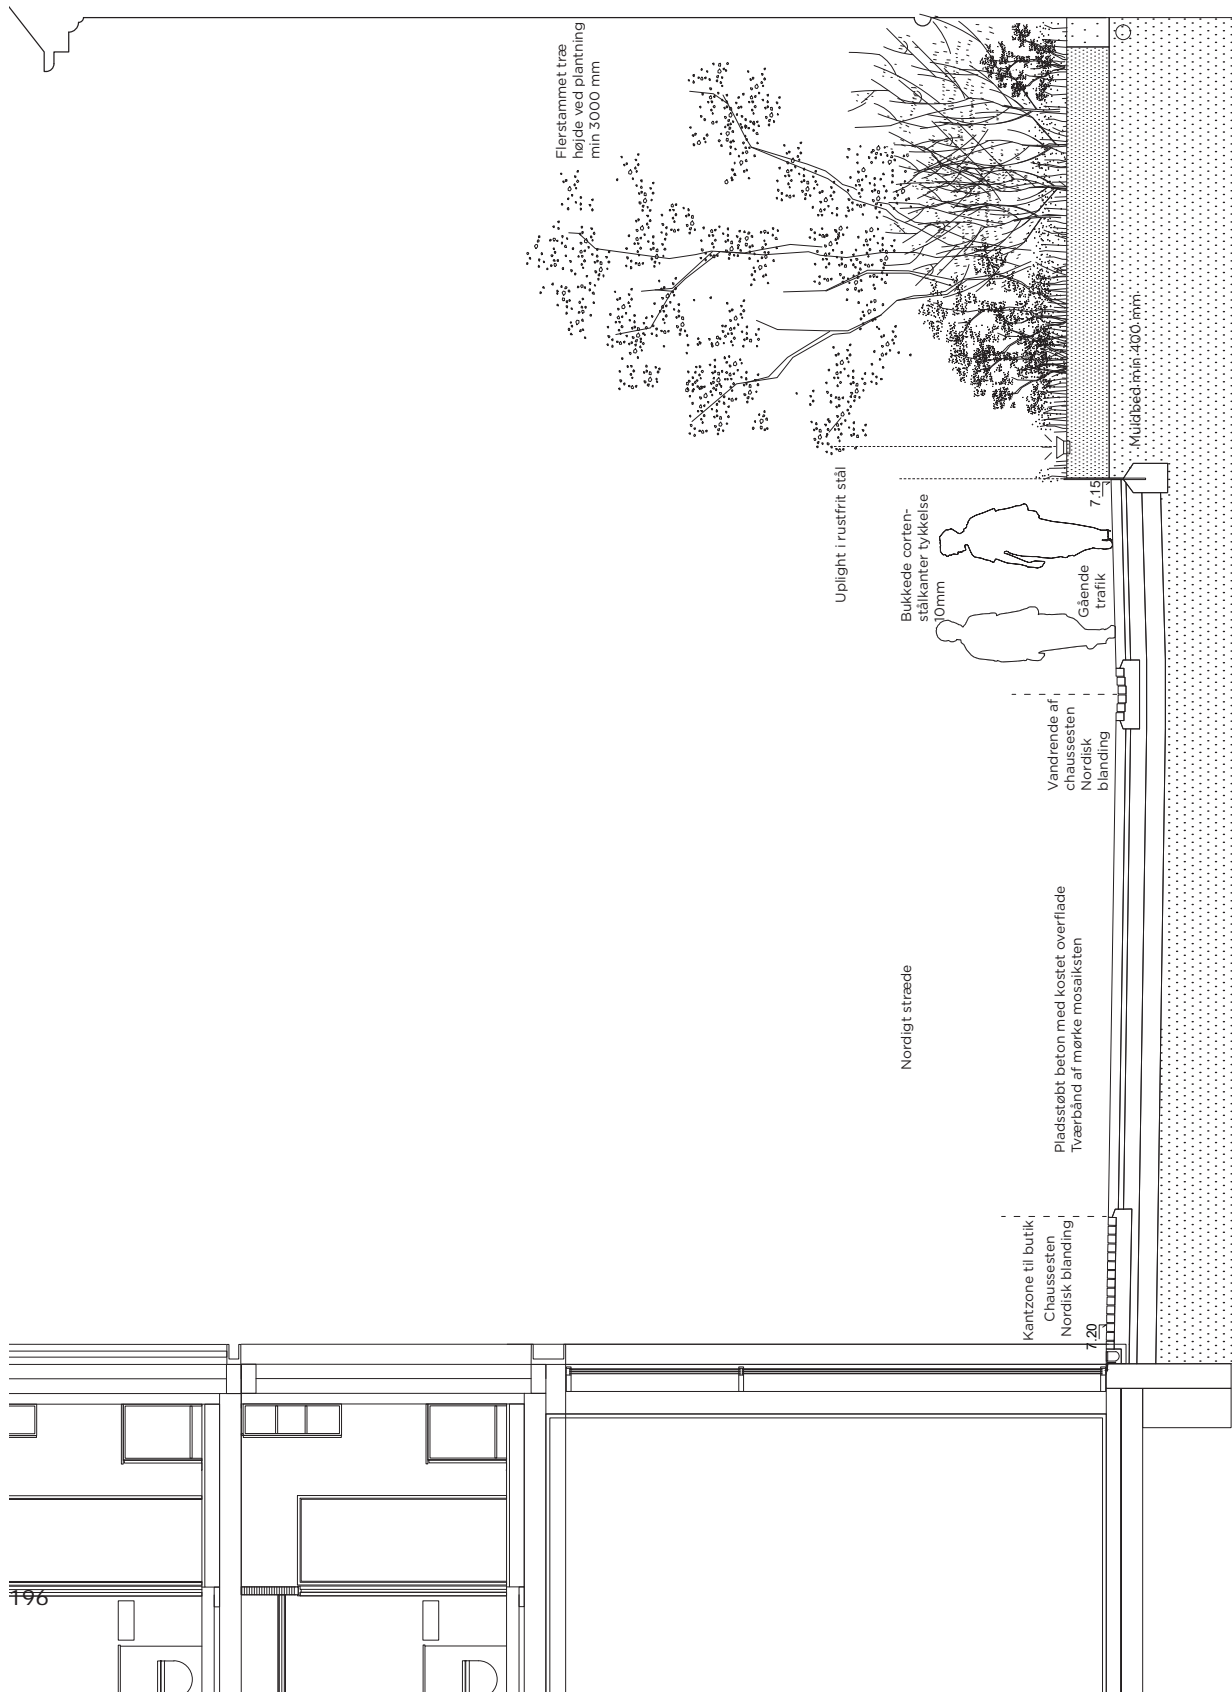 Flerstammet træ
højde ved plantning
min 3000 mm
Uplight i rustfrit stål
Bukkede corten-
stålkanter tykkelse
10mm
Nordigt stræde
Kantzone til butik
Chaussesten
Nordisk blanding
7.20
Pladsstøbt beton med kostet overflade
Tværbånd af mørke mosaiksten
Vandrende af
chaussesten
Nordisk
blanding
Gående
trafik
7.15
Muldbed min 400 mm
196